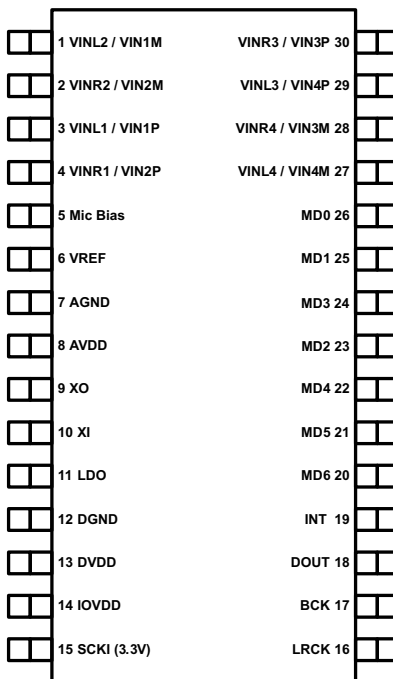 1 VINL2 / VIN1M
VINR3 / VIN3P 30
2 VINR2 / VIN2M
VINL3 / VIN4P 29
3 VINL1 / VIN1P
VINR4 / VIN3M 28
4 VINR1 / VIN2P
VINL4 / VIN4M 27
5 Mic Bias
MD0 26
6 VREF
MD1 25
7 AGND
MD3 24
8 AVDD
MD2 23
9 XO
MD4 22
10 XI
MD5 21
11 LDO
MD6 20
12 DGND
INT 19
13 DVDD
DOUT 18
14 IOVDD
BCK 17
15 SCKI (3.3V)
LRCK 16